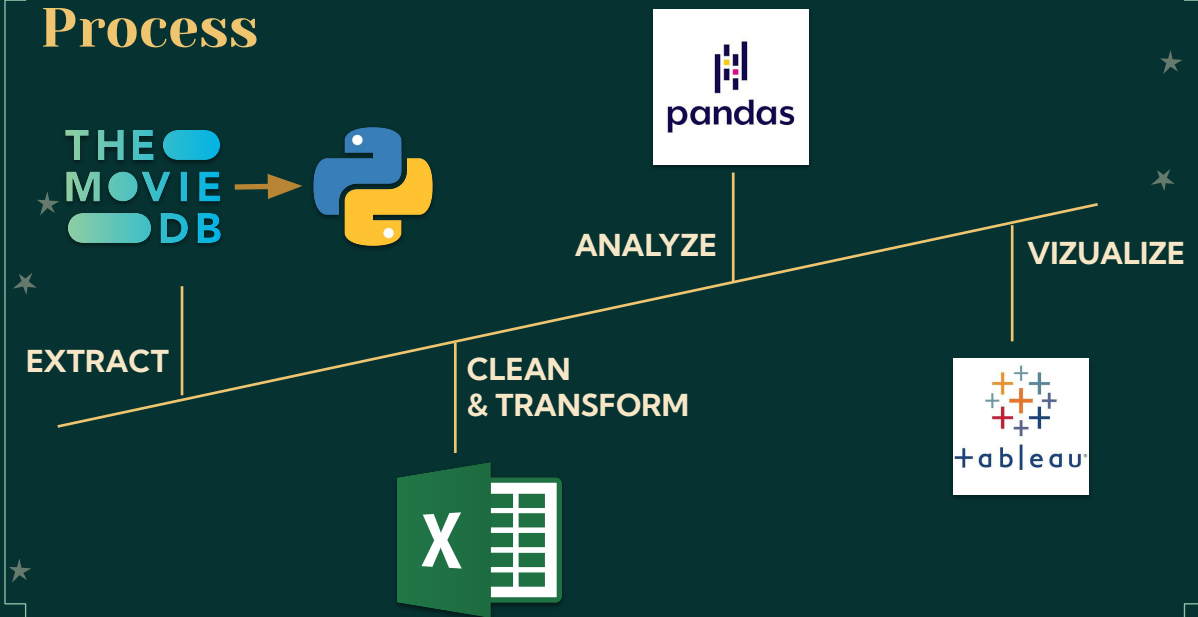 Process
THE
MOVIE
DB
EXTRACT
CLEAN
& TRANSFORM
X
pandas
ANALYZE
VIZUALIZE
+ableau